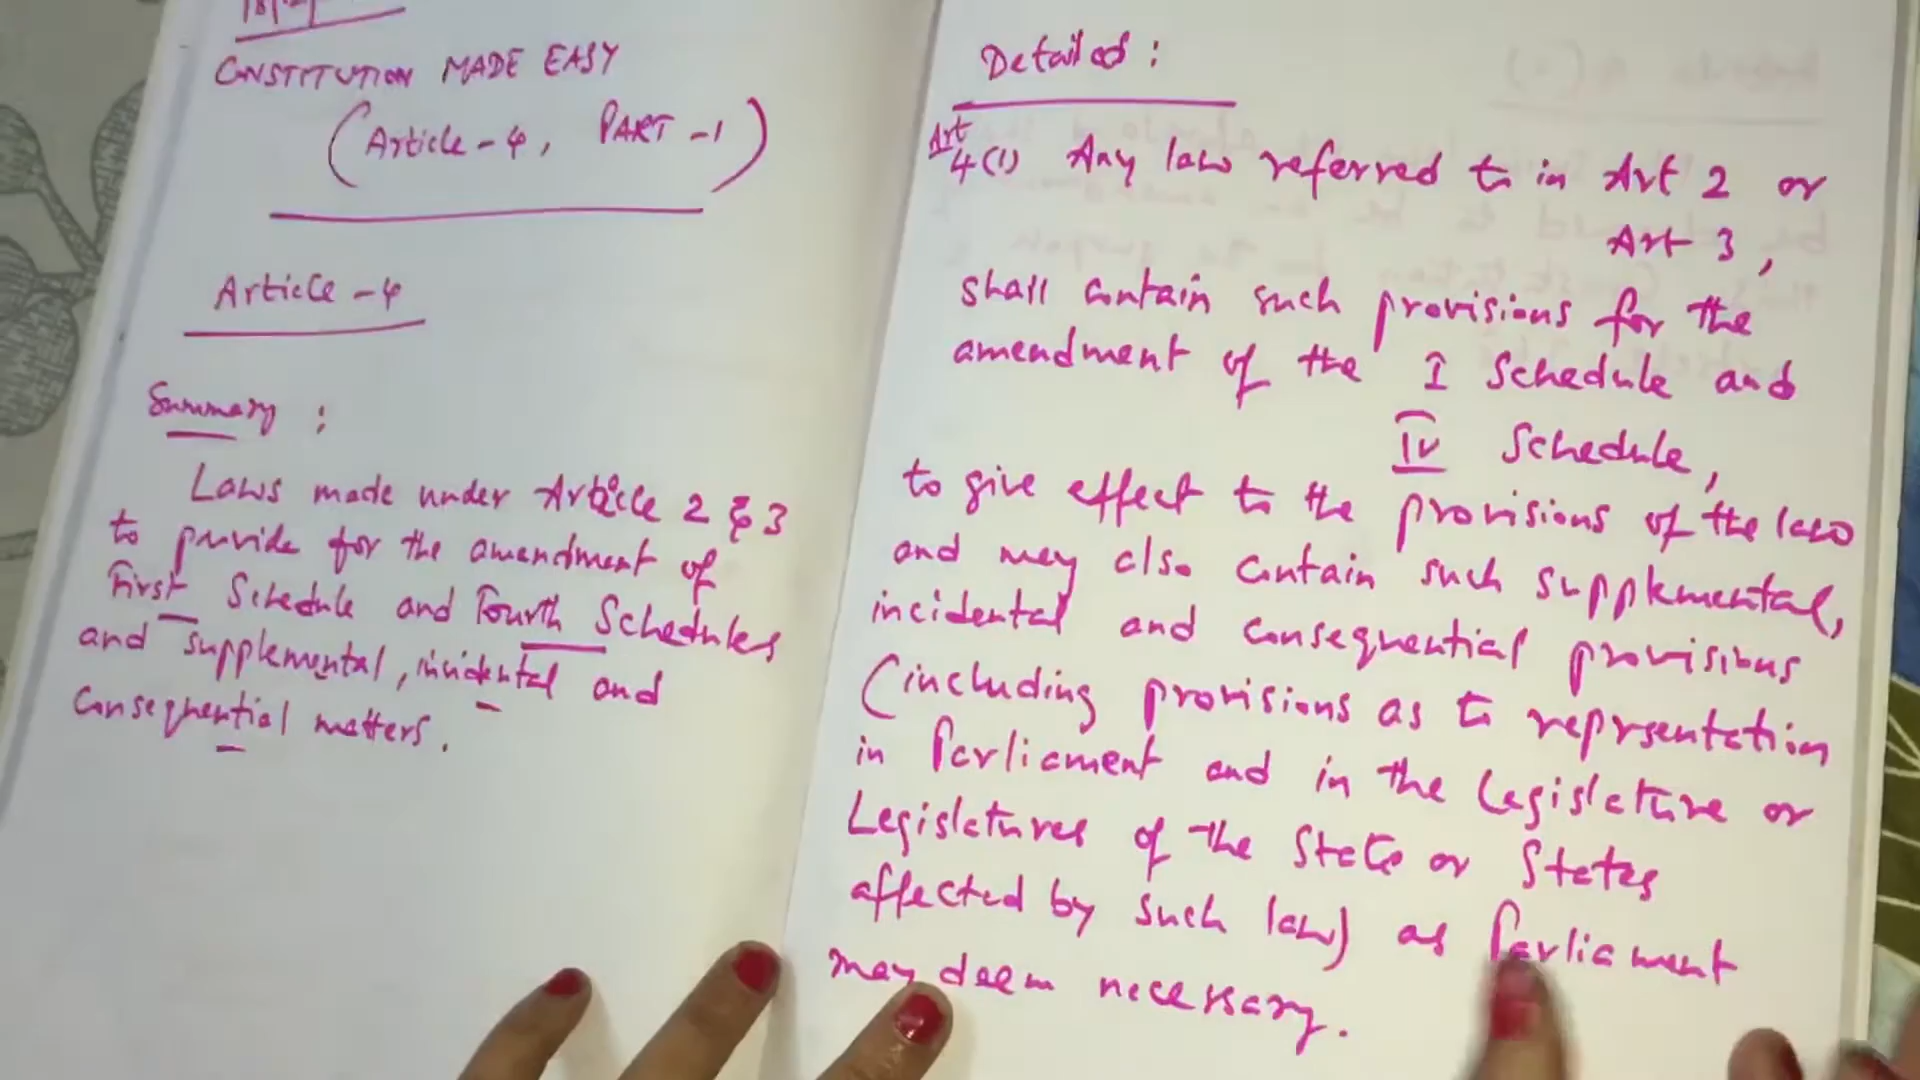 CONSTITUTION MADE EASY
(Article-4, PART-1)
Article-4
Summary :
Laws made under Article 2 & 3
to provide for the amendment of
First Schedule and Fourth Schedules
and supplemental, incidental and
Consequential matters.
Detailed :
Art
4(1) Any law referred to in Art 2 or
Art 3,
shall contain such provisions for the
amendment of the I Schedule and
IV Schedule,
to give effect to the provisions of the law
and may also contain such supplemental,
incidental and consequential provisions
(including provisions as to reprsentation
in Parliament and in the Legislature or
Legislatures of the State or States
affected by such law) as Parliament
may deem necessary.